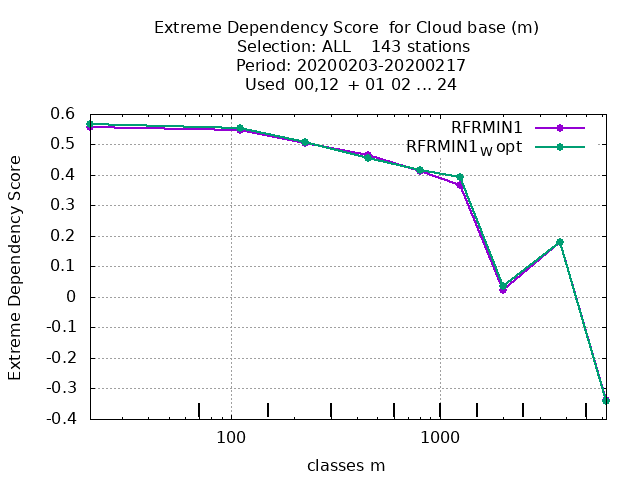 Extreme Dependency Score  for Cloud base (m)
Selection: ALL    143 stations
Period: 20200203-20200217
Used  00,12  + 01 02 ... 24
RFRMIN1
RFRMIN1W opt
Extreme Dependency Score
0.6
0.5
0.4
0.3
0.2
0.1
0
-0.1
-0.2
-0.3
-0.4
100 1000
classes m